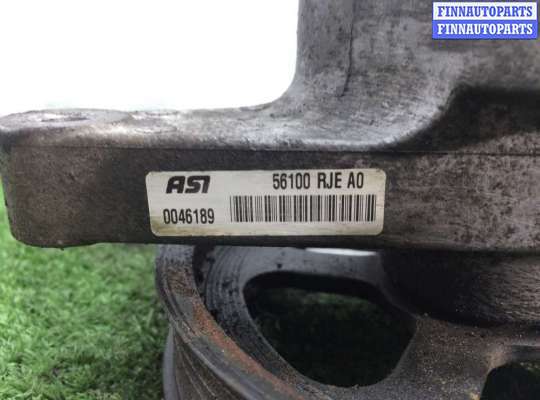 FINNAUTOPARTS
FINNAUTOPARTS
ASI 56100 RJE A0
0046189